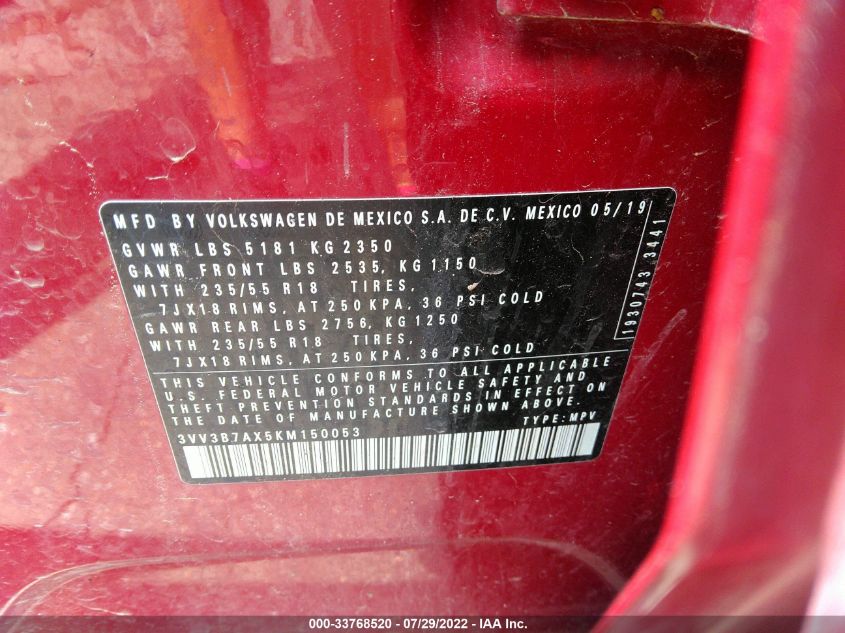 MFD BY VOLKSWAGEN DE MEXICO S.A. DE C.V. MEXICO 05/19
GVWR LBS 5181 KG 2350
GAWR FRONT LBS 2535, KG 1150
WITH 235/55 R18 TIRES,
7JX18 RIMS, AT 250 KPA, 36 PSI COLD
GAWR REAR LBS 2756, KG 1250
WITH 235/55 R18 TIRES,
7JX18 RIMS, AT 250 KPA, 36 PSI COLD
THIS VEHICLE CONFORMS TO ALL APPLICABLE
U.S. FEDERAL MOTOR VEHICLE SAFETY AND
THEFT PREVENTION STANDARDS IN EFFECT ON
THE DATE OF MANUFACTURE SHOWN ABOVE.
3VV3B7AX5KM150053 TYPE: MPV
1930743 3441
000-33768520 / 07/29/2022 - IAA Inc.